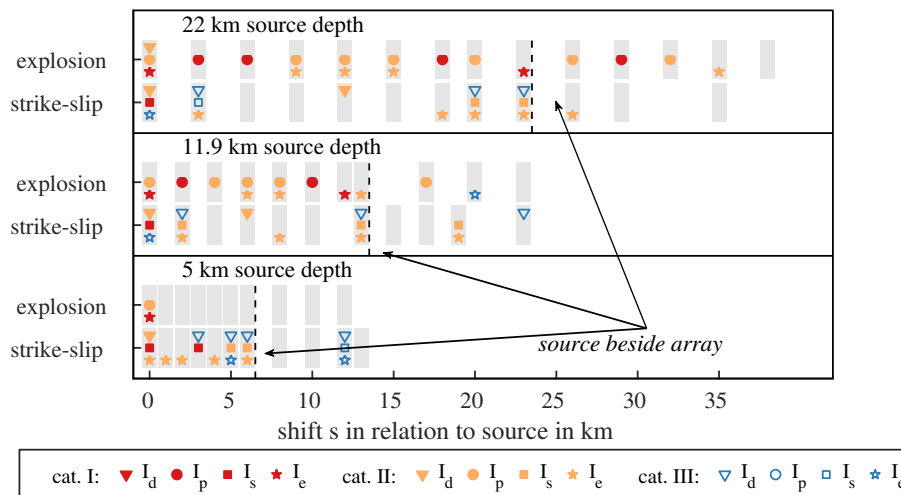 22 km source depth
explosion
strike-slip
11.9 km source depth
explosion
strike-slip
5 km source depth
explosion
strike-slip
source beside array
0 5 10 15 20 25 30 35
shift s in relation to source in km
cat. I: I_d I_p I_s I_e cat. II: I_d I_p I_s I_e cat. III: I_d I_p I_s I_e